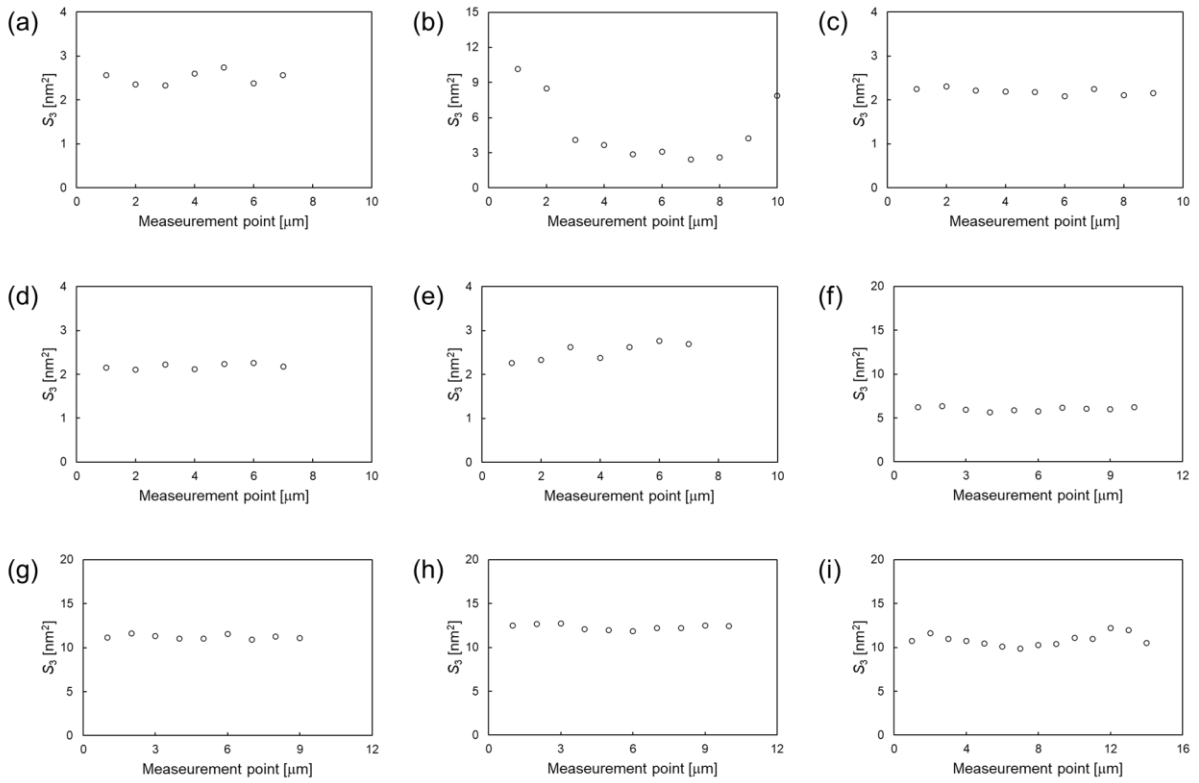 (a)
4
3
2
1
0
S₃ [nm²]
0 2 4 6 8 10
Measeurement point [μm]
(b)
15
12
9
6
3
0
S₃ [nm²]
0 2 4 6 8 10
Measeurement point [μm]
(c)
4
3
2
1
0
S₃ [nm²]
0 2 4 6 8 10
Measeurement point [μm]
(d)
4
3
2
1
0
S₃ [nm²]
0 2 4 6 8 10
Measeurement point [μm]
(e)
4
3
2
1
0
S₃ [nm²]
0 2 4 6 8 10
Measeurement point [μm]
(f)
20
15
10
5
0
S₃ [nm²]
0 3 6 9 12
Measeurement point [μm]
(g)
20
15
10
5
0
S₃ [nm²]
0 3 6 9 12
Measeurement point [μm]
(h)
20
15
10
5
0
S₃ [nm²]
0 3 6 9 12
Measeurement point [μm]
(i)
20
15
10
5
0
S₃ [nm²]
0 4 8 12 16
Measeurement point [μm]